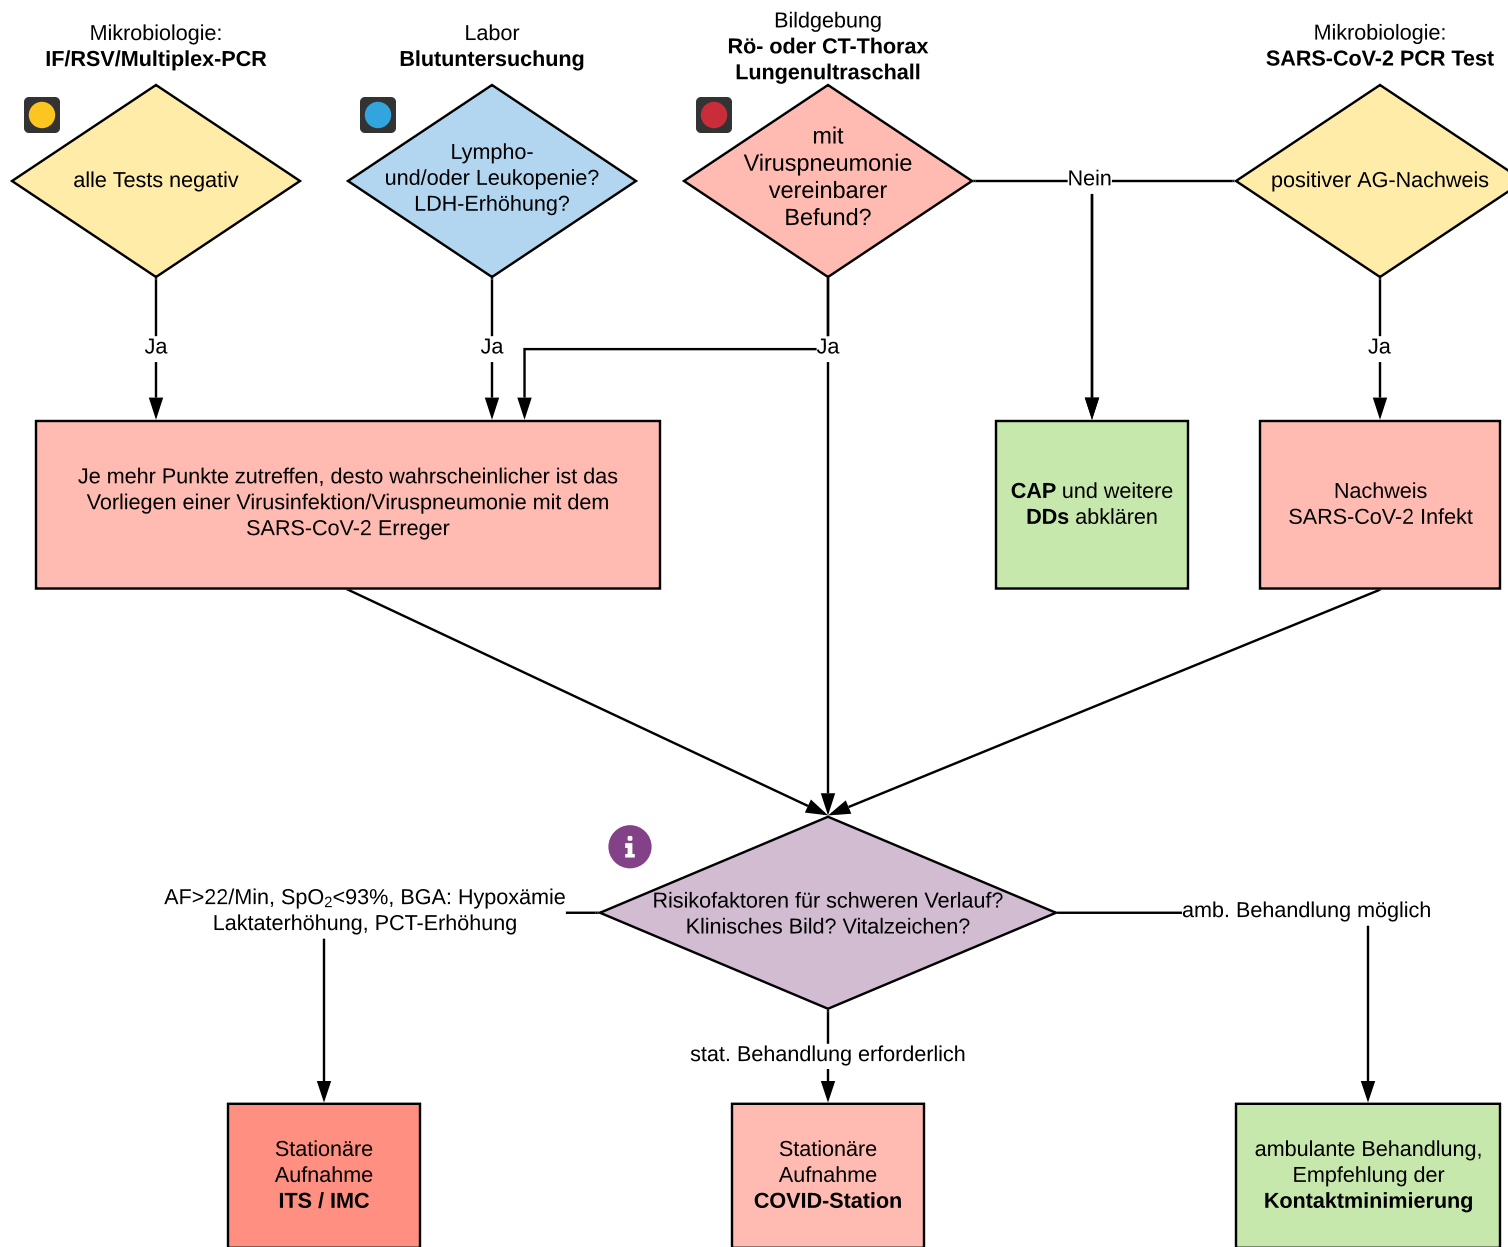 Mikrobiologie:
IF/RSV/Multiplex-PCR
Labor
Blutuntersuchung
Bildgebung
Rö- oder CT-Thorax
Lungenultraschall
Mikrobiologie:
SARS-CoV-2 PCR Test
alle Tests negativ
Lympho-
und/oder Leukopenie?
LDH-Erhöhung?
mit
Viruspneumonie
vereinbarer
Befund?
Nein
positiver AG-Nachweis
Ja
Ja
Ja
Ja
Je mehr Punkte zutreffen, desto wahrscheinlicher ist das
Vorliegen einer Virusinfektion/Viruspneumonie mit dem
SARS-CoV-2 Erreger
CAP und weitere
DDs abklären
Nachweis
SARS-CoV-2 Infekt
i
Risikofaktoren für schweren Verlauf?
Klinisches Bild? Vitalzeichen?
AF>22/Min, SpO₂<93%, BGA: Hypoxämie
Laktaterhöhung, PCT-Erhöhung
amb. Behandlung möglich
stat. Behandlung erforderlich
Stationäre
Aufnahme
ITS / IMC
Stationäre
Aufnahme
COVID-Station
ambulante Behandlung,
Empfehlung der
Kontaktminimierung